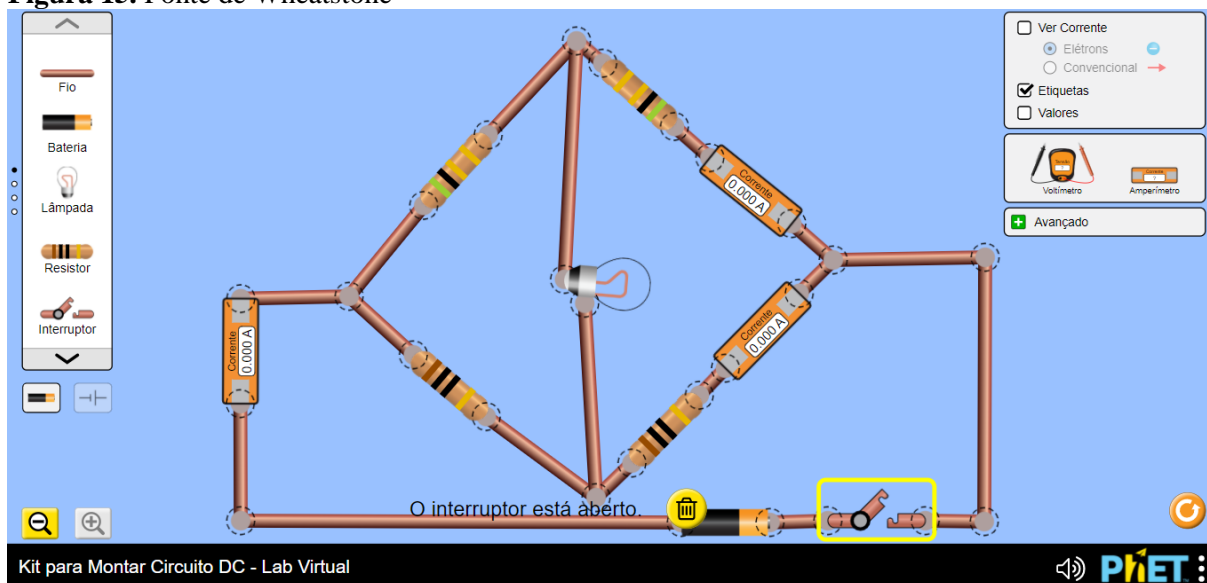 Figura 13. Ponte de Wheatstone
Fio
Bateria
Lâmpada
Resistor
Interruptor
Corrente
0.000 A
Corrente
0.000 A
Corrente
0.000 A
O interruptor está aberto.
Ver Corrente
Elétrons
Convencional
Etiquetas
Valores
Voltímetro
Amperímetro
Avançado
Kit para Montar Circuito DC - Lab Virtual
PhET